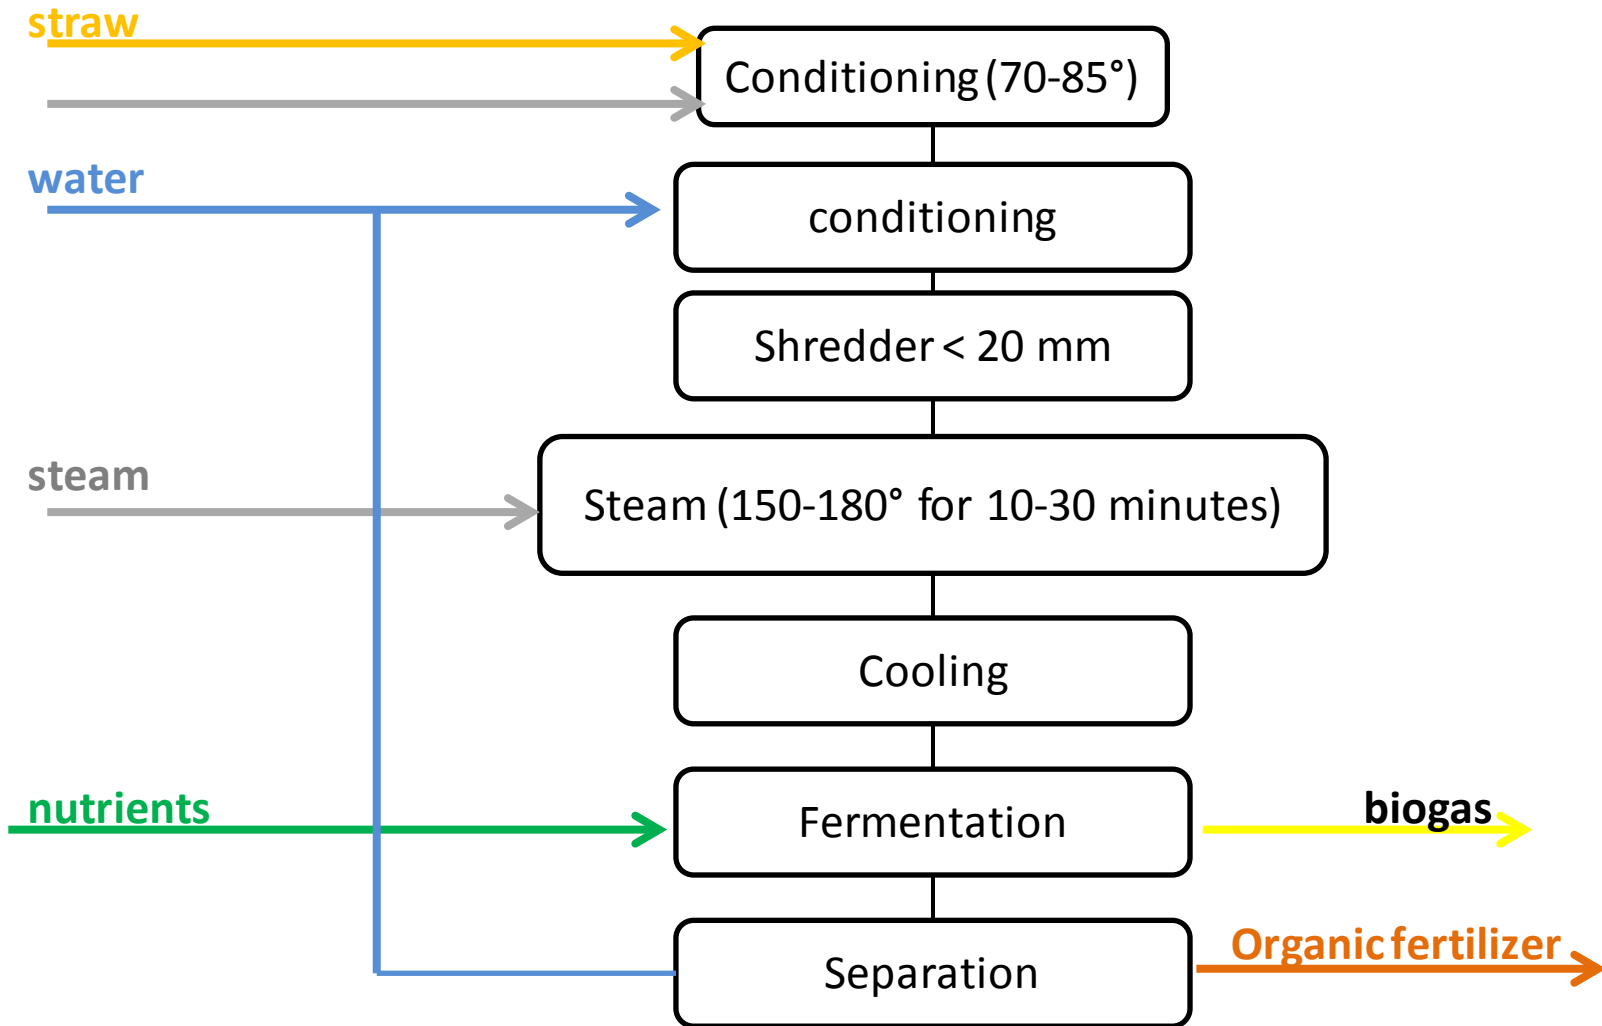 straw
Conditioning (70-85°)
water
conditioning
Shredder < 20 mm
steam
Steam (150-180° for 10-30 minutes)
Cooling
nutrients
Fermentation
biogas
Separation
Organic fertilizer